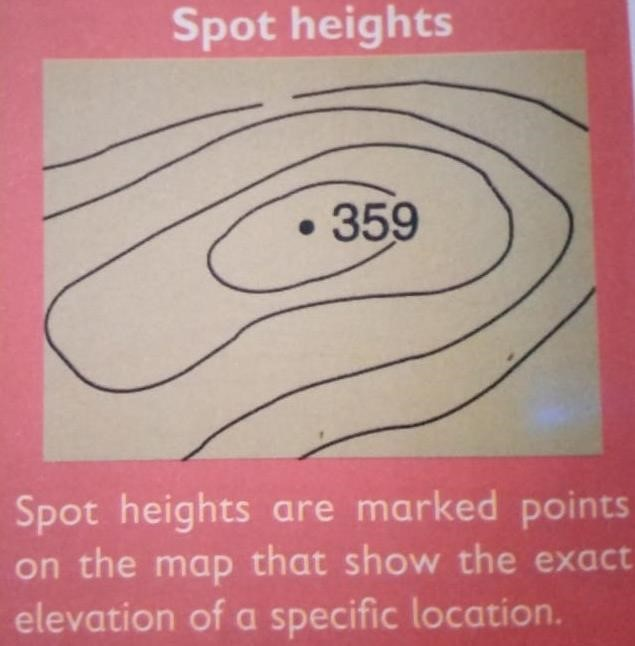 Spot heights
• 359
Spot heights are marked points
on the map that show the exact
elevation of a specific location.